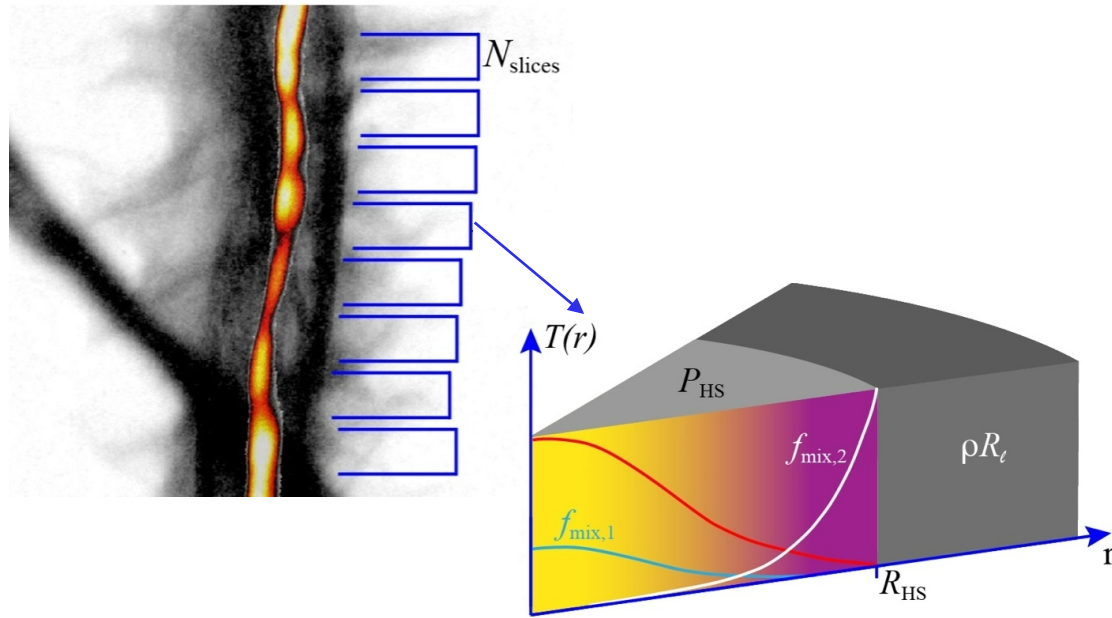 N_slices
T(r)
P_HS
f_mix,2
ρR_ℓ
f_mix,1
r
R_HS